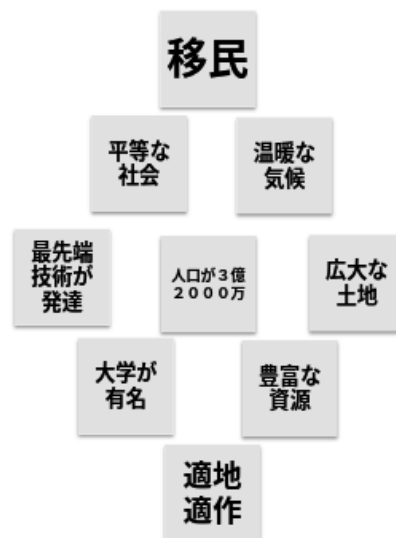 移民
平等な
社会
温暖な
気候
最先端
技術が
発達
人口が３億
２０００万
広大な
土地
大学が
有名
豊富な
資源
適地
適作